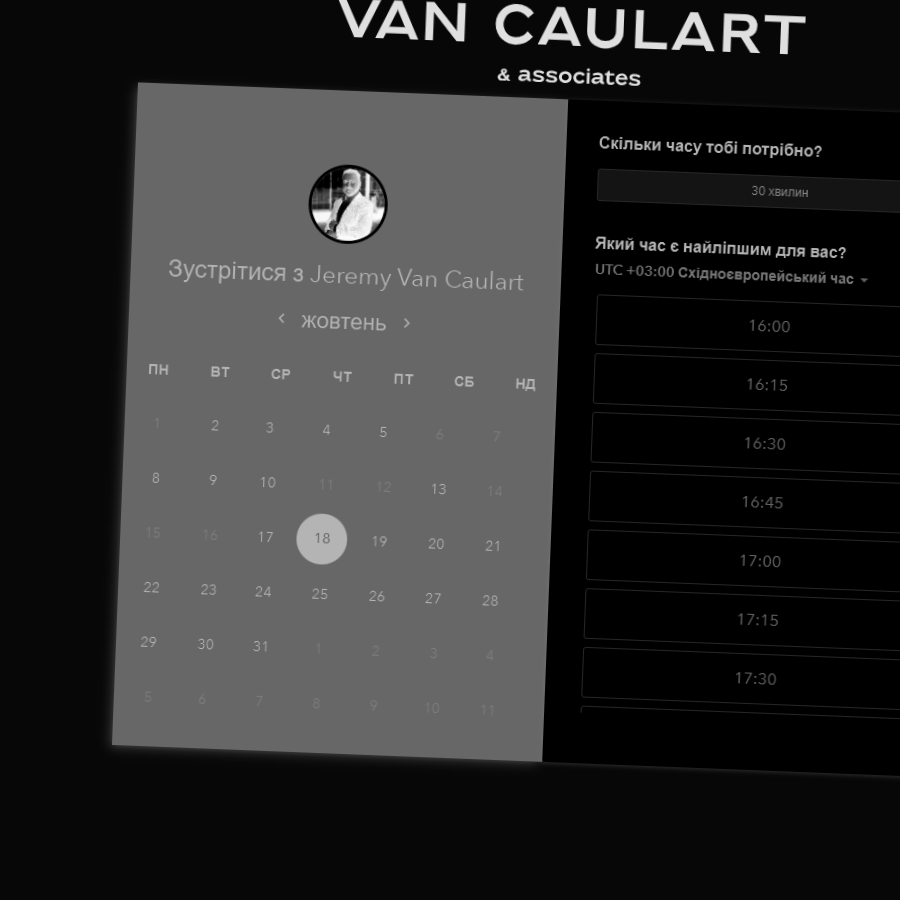 VAN CAULART
& associates
Зустрітися з Jeremy Van Caulart
жовтень
ПН ВТ СР ЧТ ПТ СБ НД
1 2 3 4 5 6 7
8 9 10 11 12 13 14
15 16 17 18 19 20 21
22 23 24 25 26 27 28
29 30 31 1 2 3 4
5 6 7 8 9 10 11
Скільки часу тобі потрібно?
30 хвилин
Який час є найліпшим для вас?
UTC +03:00 Східноєвропейський час
16:00
16:15
16:30
16:45
17:00
17:15
17:30